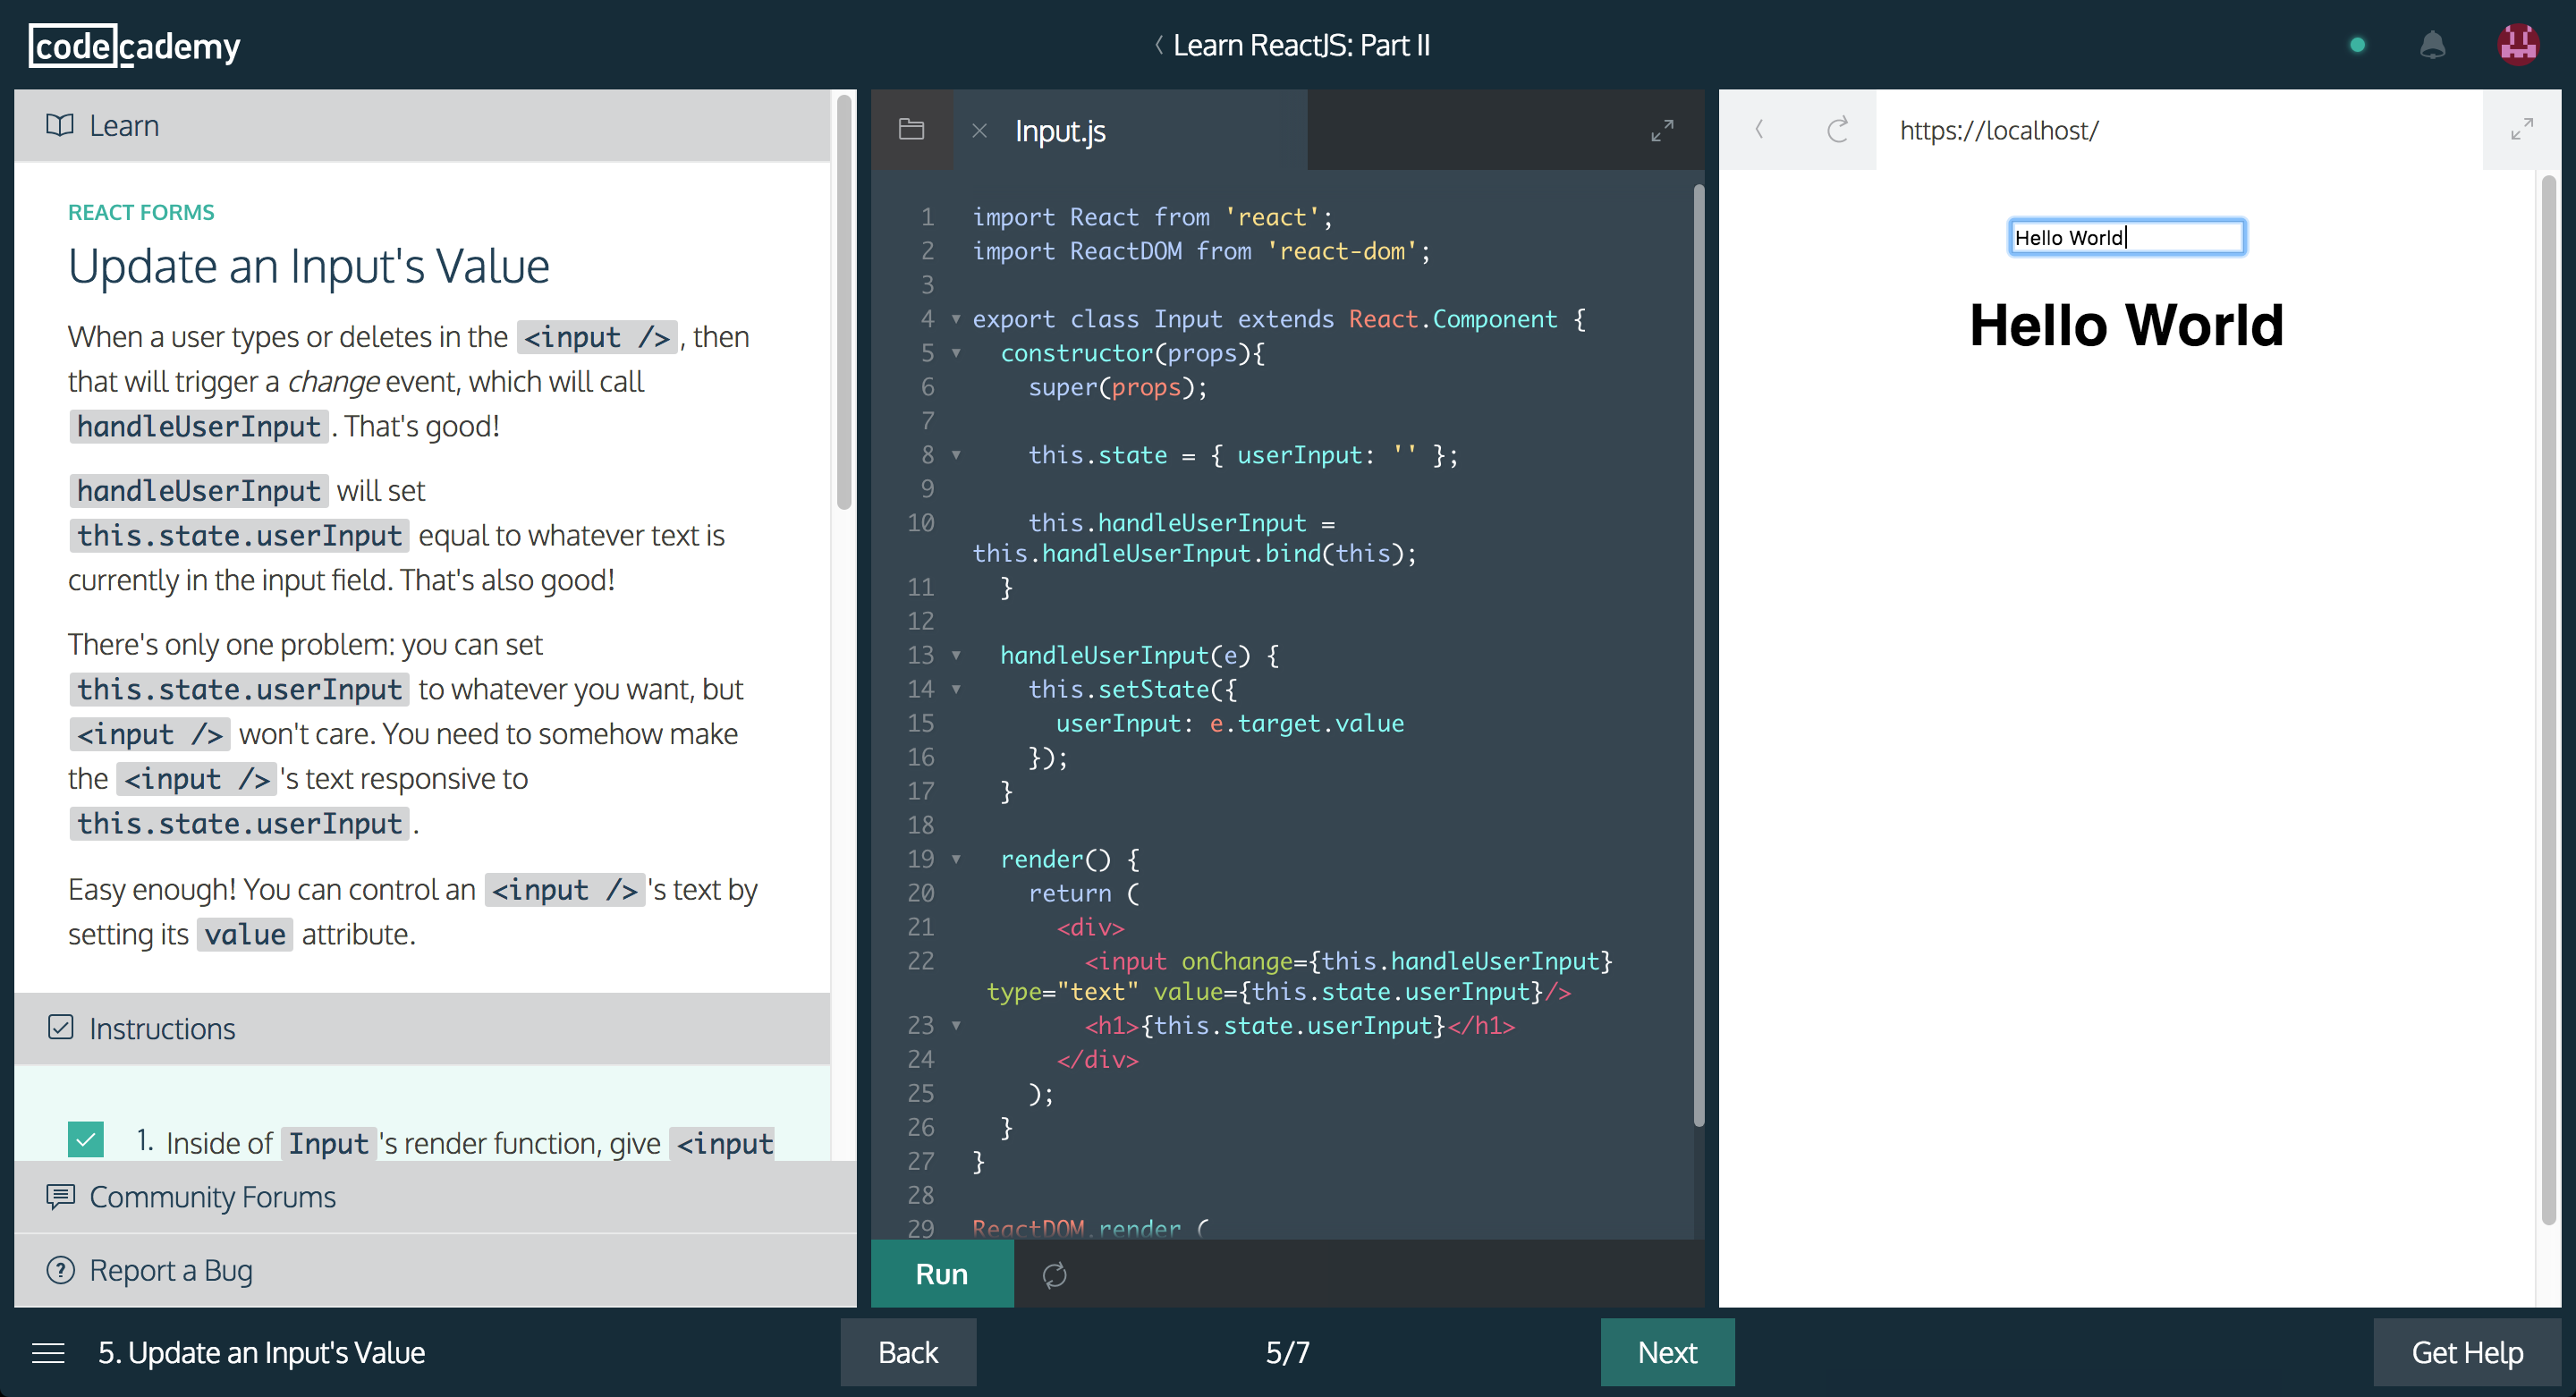 codecademy
Learn ReactJS: Part II
Learn
REACT FORMS
Update an Input's Value
When a user types or deletes in the <input />, then
that will trigger a change event, which will call
handleUserInput. That's good!
handleUserInput will set
this.state.userInput equal to whatever text is
currently in the input field. That's also good!
There's only one problem: you can set
this.state.userInput to whatever you want, but
<input /> won't care. You need to somehow make
the <input />'s text responsive to
this.state.userInput.
Easy enough! You can control an <input />'s text by
setting its value attribute.
Instructions
1. Inside of Input's render function, give <input
Community Forums
Report a Bug
Input.js
1 import React from 'react';
2 import ReactDOM from 'react-dom';
3
4 export class Input extends React.Component {
5 constructor(props){
6 super(props);
7
8 this.state = { userInput: '' };
9
10 this.handleUserInput =
this.handleUserInput.bind(this);
11 }
12
13 handleUserInput(e) {
14 this.setState({
15 userInput: e.target.value
16 });
17 }
18
19 render() {
20 return (
21 <div>
22 <input onChange={this.handleUserInput}
type="text" value={this.state.userInput}/>
23 <h1>{this.state.userInput}</h1>
24 </div>
25 );
26 }
27 }
28
29 ReactDOM.render (
Run
https://localhost/
Hello World
Hello World
5. Update an Input's Value
Back
5/7
Next
Get Help